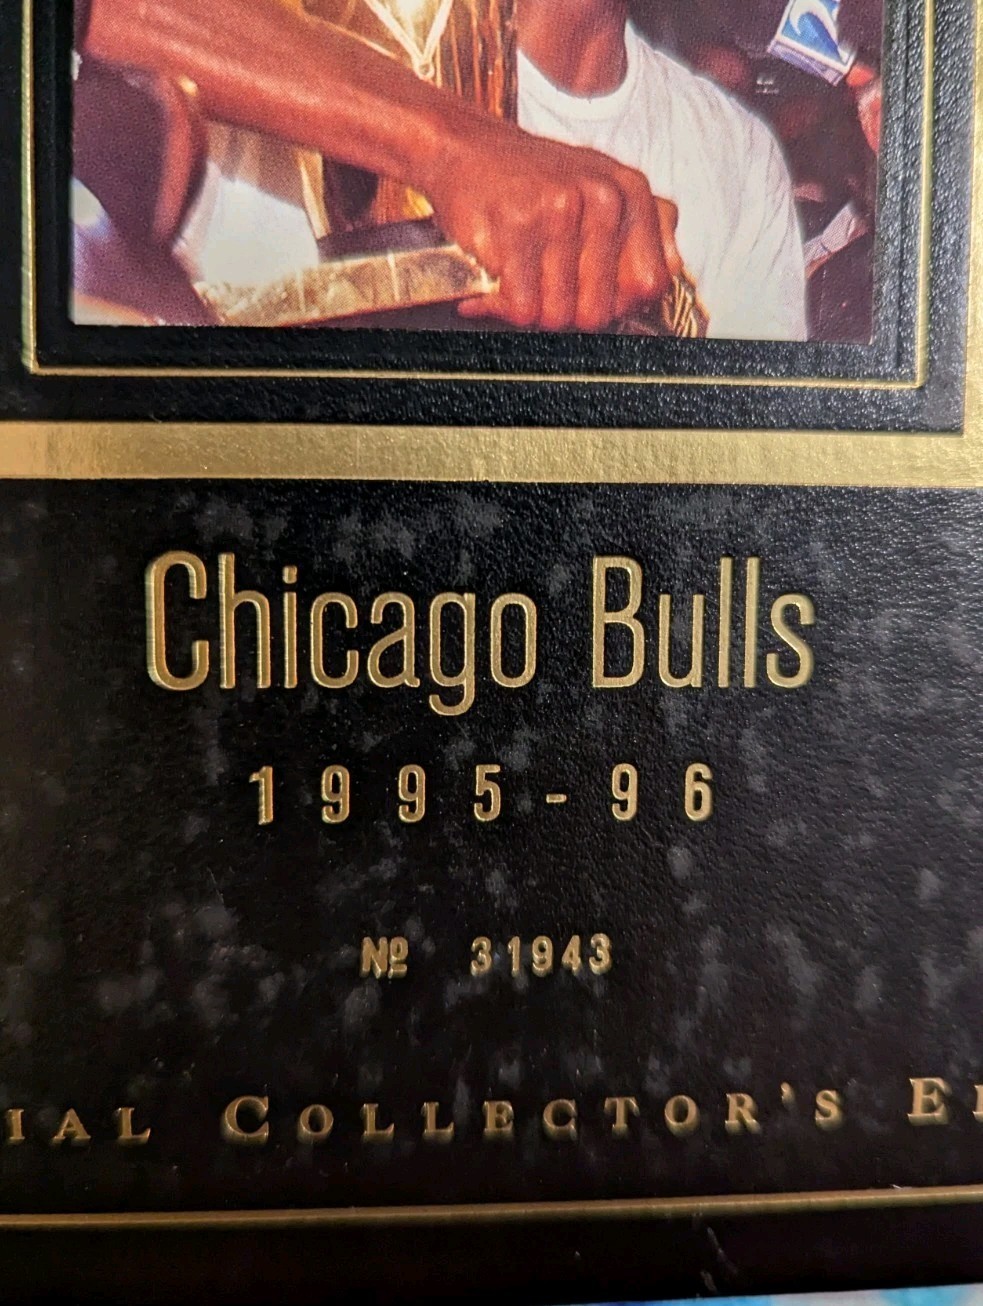 Chicago Bulls
1995-96
№ 31943
IAL COLLECTOR'S E